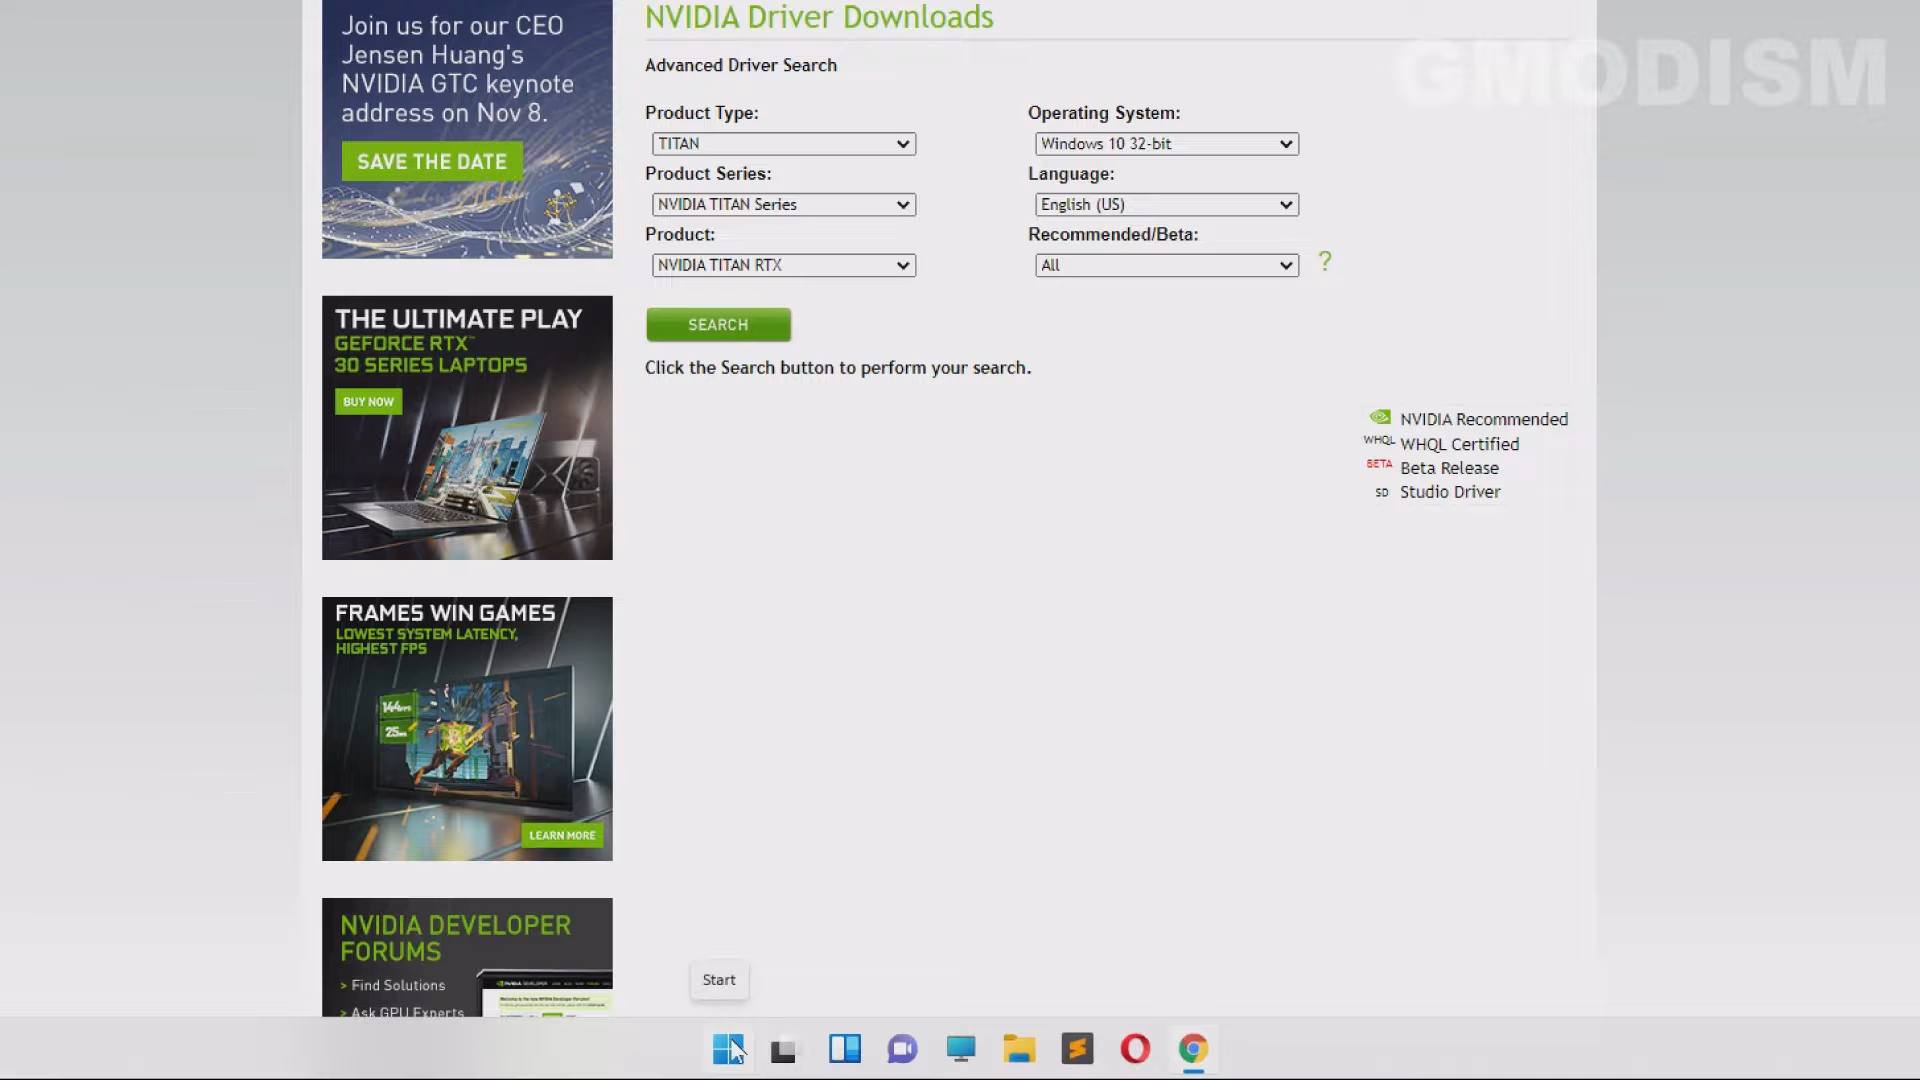 Join us for our CEO
Jensen Huang's
NVIDIA GTC keynote
address on Nov 8.
SAVE THE DATE
THE ULTIMATE PLAY
GEFORCE RTX™
30 SERIES LAPTOPS
BUY NOW
FRAMES WIN GAMES
LOWEST SYSTEM LATENCY,
HIGHEST FPS
144FPS
25ms
LEARN MORE
NVIDIA DEVELOPER
FORUMS
> Find Solutions
> Ask GPU Experts
NVIDIA Driver Downloads
GMODISM
Advanced Driver Search
Product Type:
TITAN
Product Series:
NVIDIA TITAN Series
Product:
NVIDIA TITAN RTX
Operating System:
Windows 10 32-bit
Language:
English (US)
Recommended/Beta:
All
?
SEARCH
Click the Search button to perform your search.
NVIDIA Recommended
WHQL WHQL Certified
BETA Beta Release
SD Studio Driver
Start